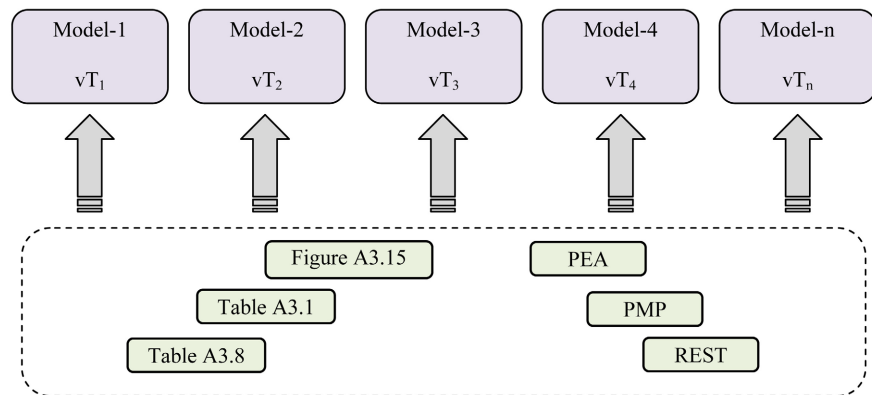 Model-1 Model-2 Model-3 Model-4 Model-n
vT₁ vT₂ vT₃ vT₄ vTₙ
Figure A3.15 PEA
Table A3.1 PMP
Table A3.8 REST